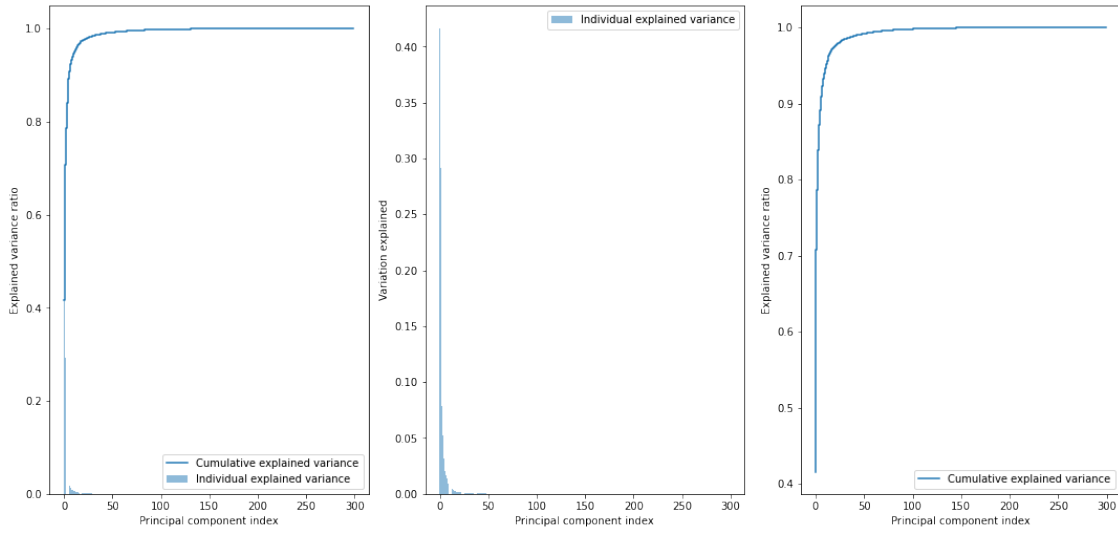 1.0
0.8
0.6
0.4
0.2
0.0
Explained variance ratio
Cumulative explained variance
Individual explained variance
0 50 100 150 200 250 300
Principal component index
Individual explained variance
0.40
0.35
0.30
0.25
0.20
0.15
0.10
0.05
0.00
Variation explained
0 50 100 150 200 250 300
Principal component index
1.0
0.9
0.8
0.7
0.6
0.5
0.4
Explained variance ratio
Cumulative explained variance
0 50 100 150 200 250 300
Principal component index